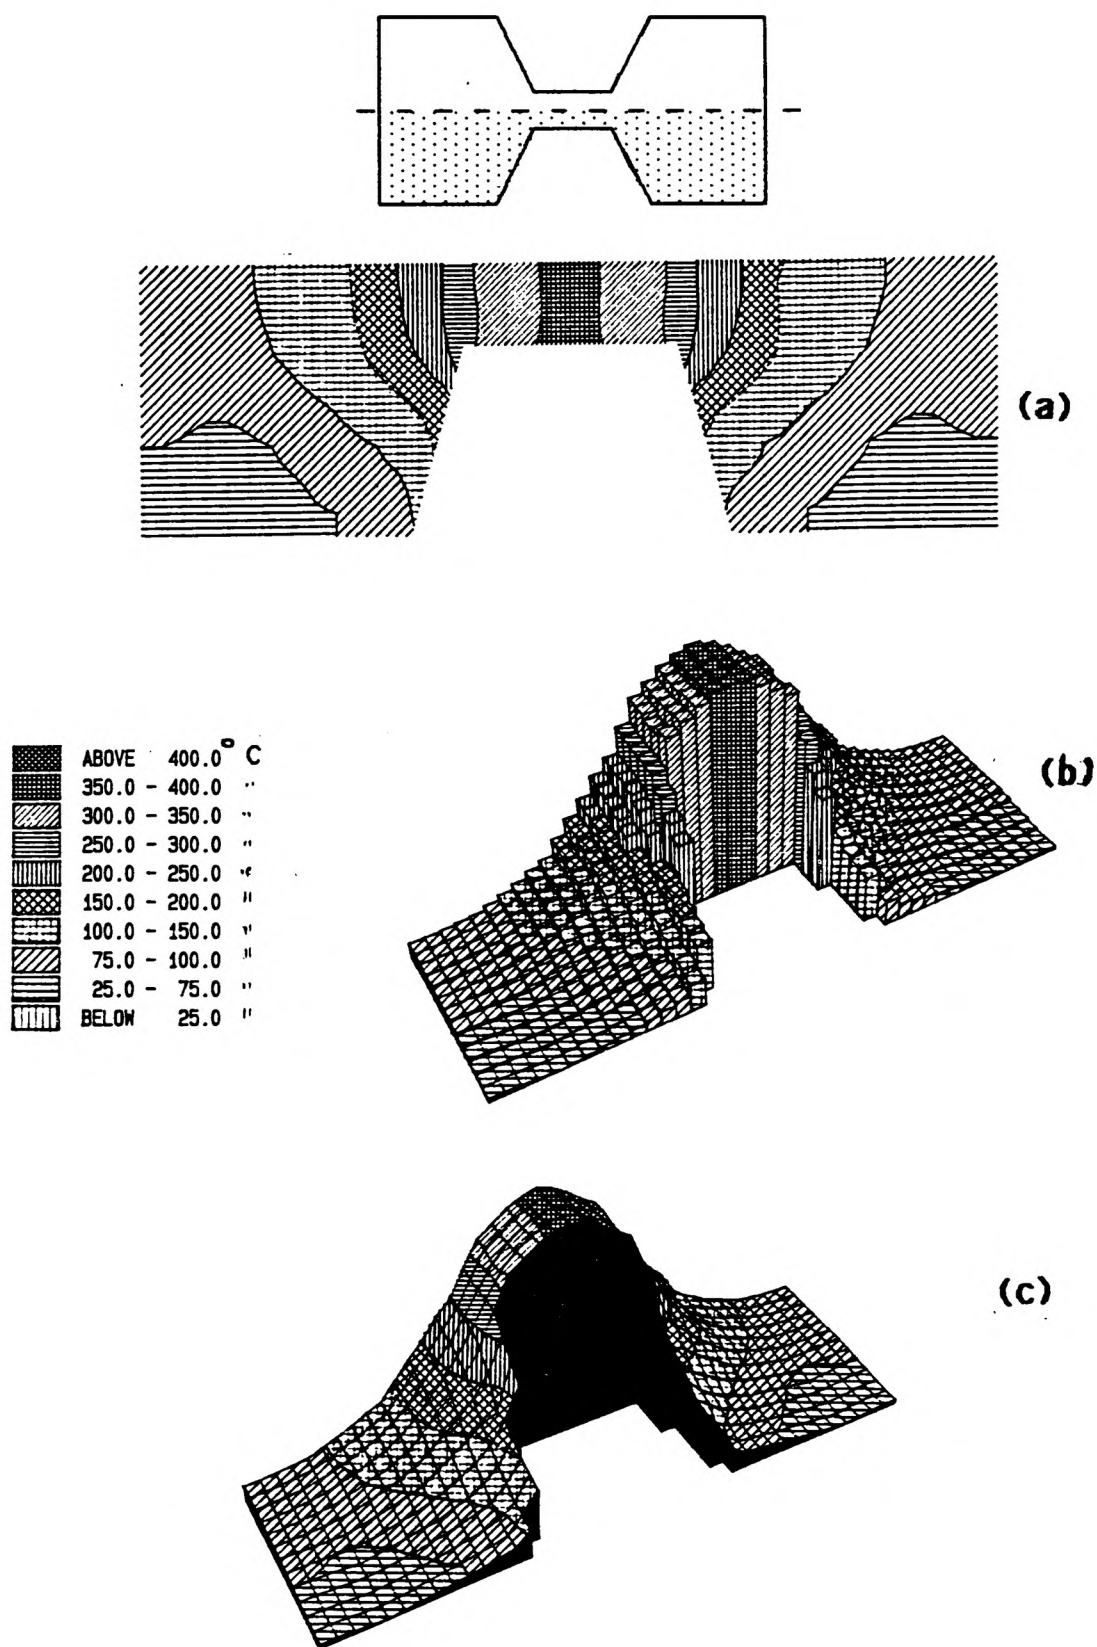 (a)
(b)
ABOVE 400.0° C
350.0 - 400.0 "
300.0 - 350.0 "
250.0 - 300.0 "
200.0 - 250.0 "
150.0 - 200.0 "
100.0 - 150.0 "
75.0 - 100.0 "
25.0 - 75.0 "
BELOW 25.0 "
(c)